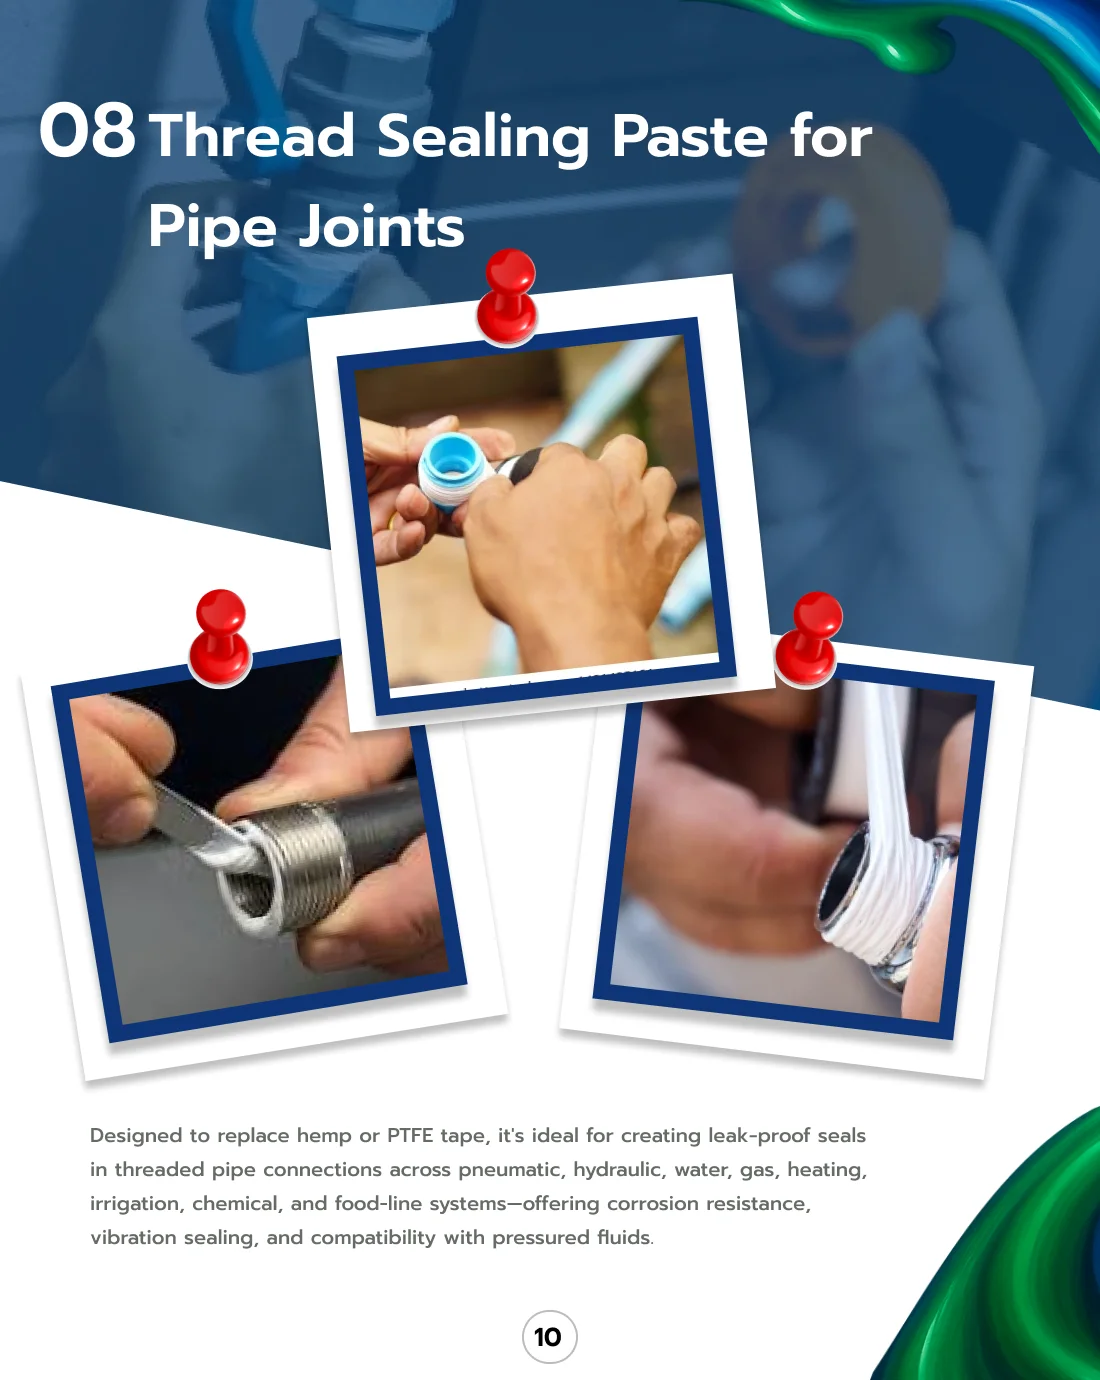 08 Thread Sealing Paste for
Pipe Joints
Designed to replace hemp or PTFE tape, it's ideal for creating leak-proof seals
in threaded pipe connections across pneumatic, hydraulic, water, gas, heating,
irrigation, chemical, and food-line systems—offering corrosion resistance,
vibration sealing, and compatibility with pressured fluids.
10